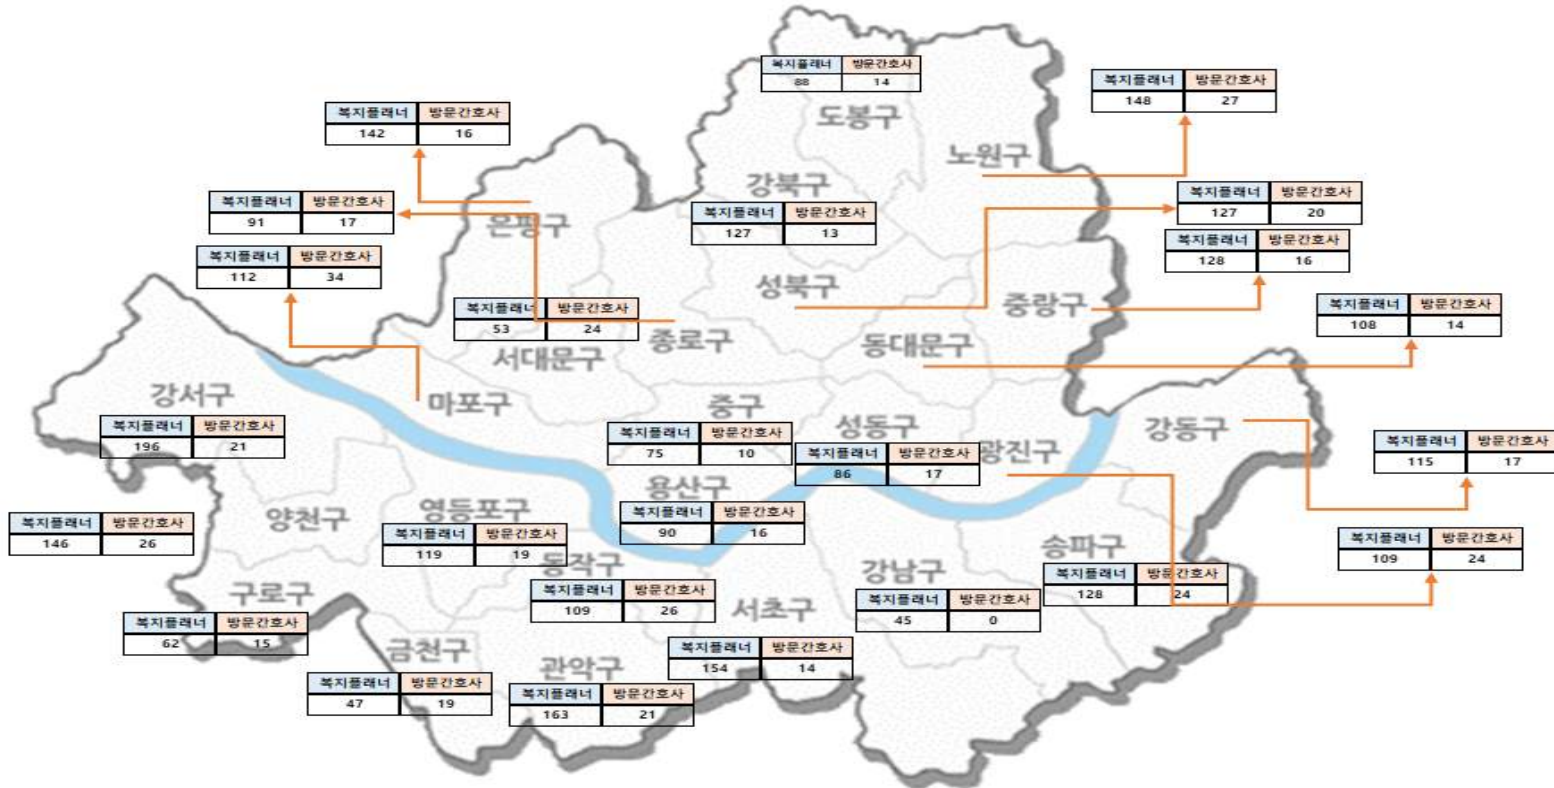 복지플래너 방문간호사
88 14
도봉구
복지플래너 방문간호사
148 27
노원구
복지플래너 방문간호사
142 16
은평구
강북구
복지플래너 방문간호사
127 13
복지플래너 방문간호사
91 17
복지플래너 방문간호사
127 20
복지플래너 방문간호사
128 16
복지플래너 방문간호사
112 34
성북구
중랑구
복지플래너 방문간호사
53 24
서대문구
종로구
동대문구
복지플래너 방문간호사
108 14
강서구
복지플래너 방문간호사
196 21
마포구
중구
복지플래너 방문간호사
75 10
성동구
복지플래너 방문간호사
86 17
광진구
강동구
복지플래너 방문간호사
115 17
용산구
복지플래너 방문간호사
90 16
양천구
복지플래너 방문간호사
146 26
영등포구
복지플래너 방문간호사
119 19
동작구
복지플래너 방문간호사
109 26
강남구
복지플래너 방문간호사
45 0
송파구
복지플래너 방문간호사
128 24
복지플래너 방문간호사
109 24
구로구
복지플래너 방문간호사
62 15
서초구
복지플래너 방문간호사
154 14
금천구
복지플래너 방문간호사
47 19
관악구
복지플래너 방문간호사
163 21